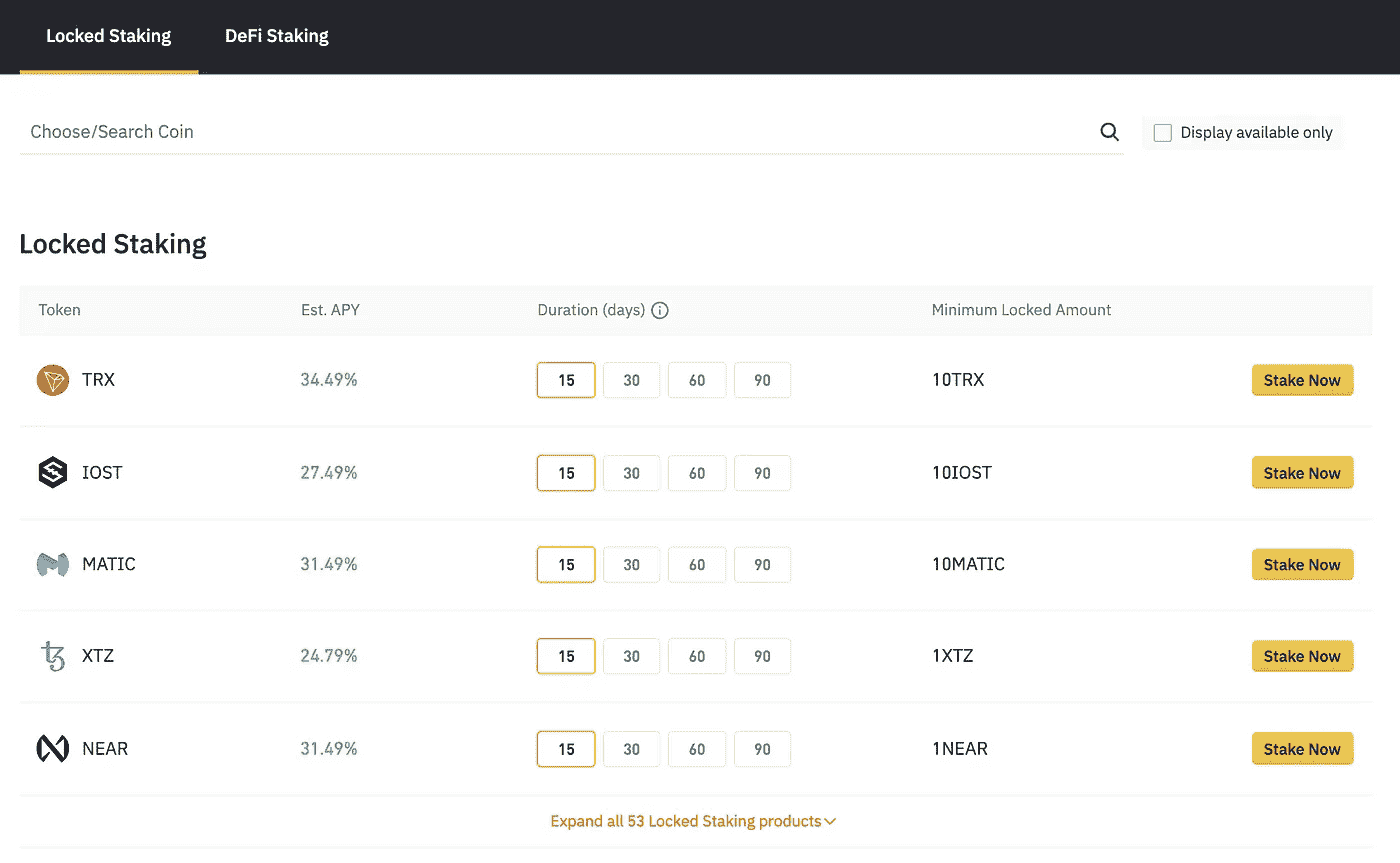 Locked Staking DeFi Staking
Choose/Search Coin Display available only
Locked Staking
Token Est. APY Duration (days) Minimum Locked Amount
TRX 34.49% 15 30 60 90 10TRX Stake Now
IOST 27.49% 15 30 60 90 10IOST Stake Now
MATIC 31.49% 15 30 60 90 10MATIC Stake Now
XTZ 24.79% 15 30 60 90 1XTZ Stake Now
NEAR 31.49% 15 30 60 90 1NEAR Stake Now
Expand all 53 Locked Staking products